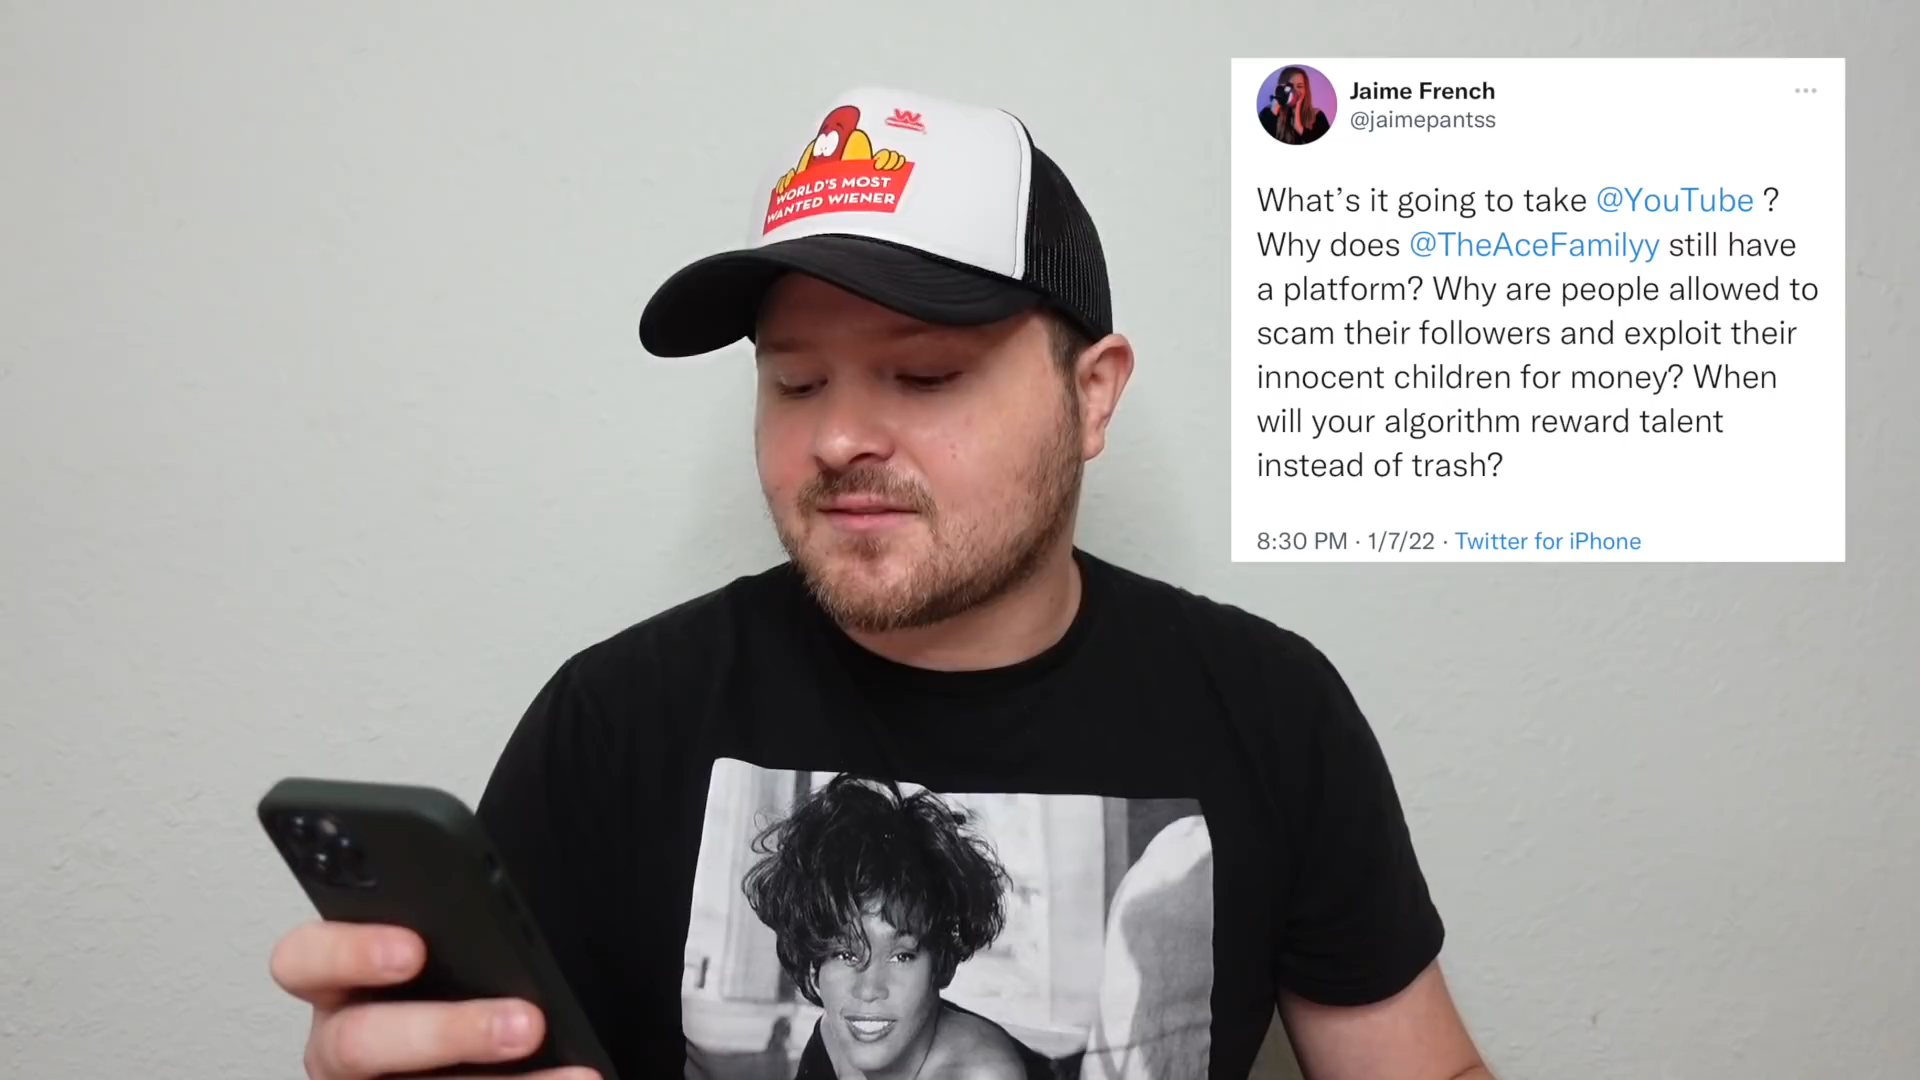 W
WORLD'S MOST
WANTED WIENER
Jaime French
@jaimepantss
What’s it going to take @YouTube ?
Why does @TheAceFamilyy still have
a platform? Why are people allowed to
scam their followers and exploit their
innocent children for money? When
will your algorithm reward talent
instead of trash?
8:30 PM · 1/7/22 · Twitter for iPhone